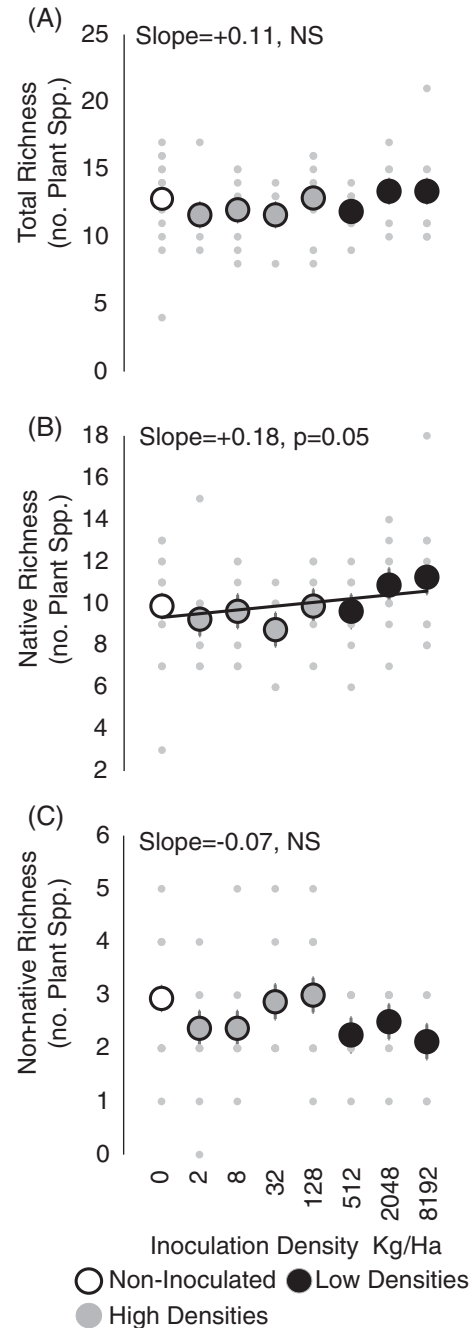 (A)
Slope=+0.11, NS
Total Richness
(no. Plant Spp.)
25
20
15
10
5
0
(B)
Slope=+0.18, p=0.05
Native Richness
(no. Plant Spp.)
18
16
14
12
10
8
6
4
2
(C)
Slope=-0.07, NS
Non-native Richness
(no. Plant Spp.)
6
5
4
3
2
1
0
0 2 8 32 128 512 2048 8192
Inoculation Density Kg/Ha
Non-Inoculated Low Densities
High Densities